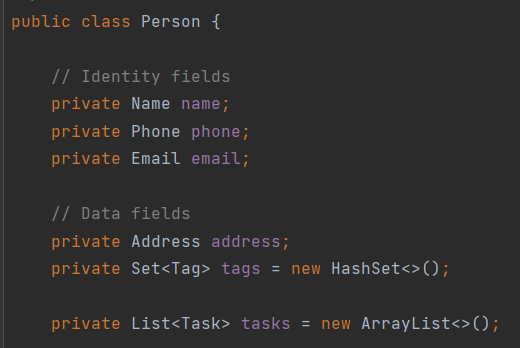 public class Person {
// Identity fields
private Name name;
private Phone phone;
private Email email;
// Data fields
private Address address;
private Set<Tag> tags = new HashSet<>();
private List<Task> tasks = new ArrayList<>();